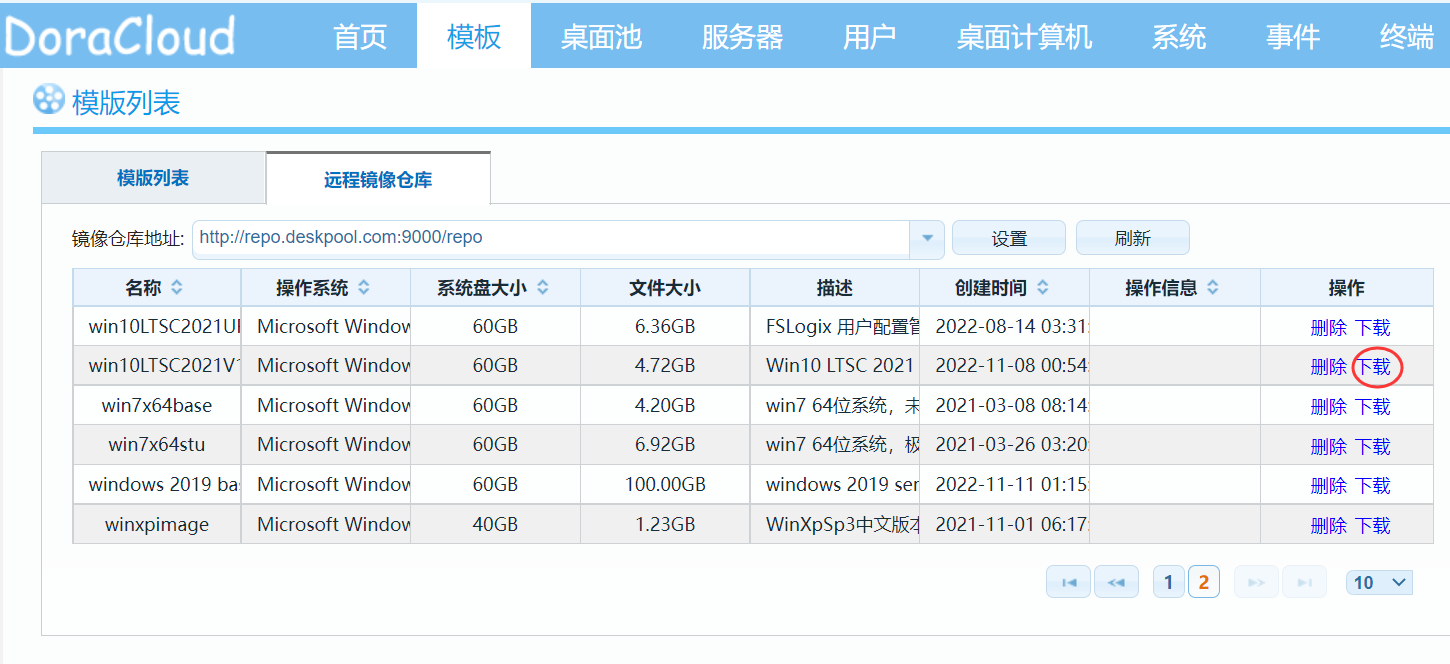 DoraCloud 首页 模板 桌面池 服务器 用户 桌面计算机 系统 事件 终端
模版列表
模版列表 远程镜像仓库
镜像仓库地址: http://repo.deskpool.com:9000/repo 设置 刷新
名称 操作系统 系统盘大小 文件大小 描述 创建时间 操作信息 操作
win10LTSC2021U Microsoft Window 60GB 6.36GB FSLogix 用户配置管 2022-08-14 03:31: 删除 下载
win10LTSC2021V1 Microsoft Window 60GB 4.72GB Win10 LTSC 2021 2022-11-08 00:54: 删除 下载
win7x64base Microsoft Window 60GB 4.20GB win7 64位系统，未 2021-03-08 08:14: 删除 下载
win7x64stu Microsoft Window 60GB 6.92GB win7 64位系统，极 2021-03-26 03:20: 删除 下载
windows 2019 bas Microsoft Window 60GB 100.00GB windows 2019 ser 2022-11-11 01:15: 删除 下载
winxpimage Microsoft Window 40GB 1.23GB WinXpSp3中文版本 2021-11-01 06:17: 删除 下载
1 2 10